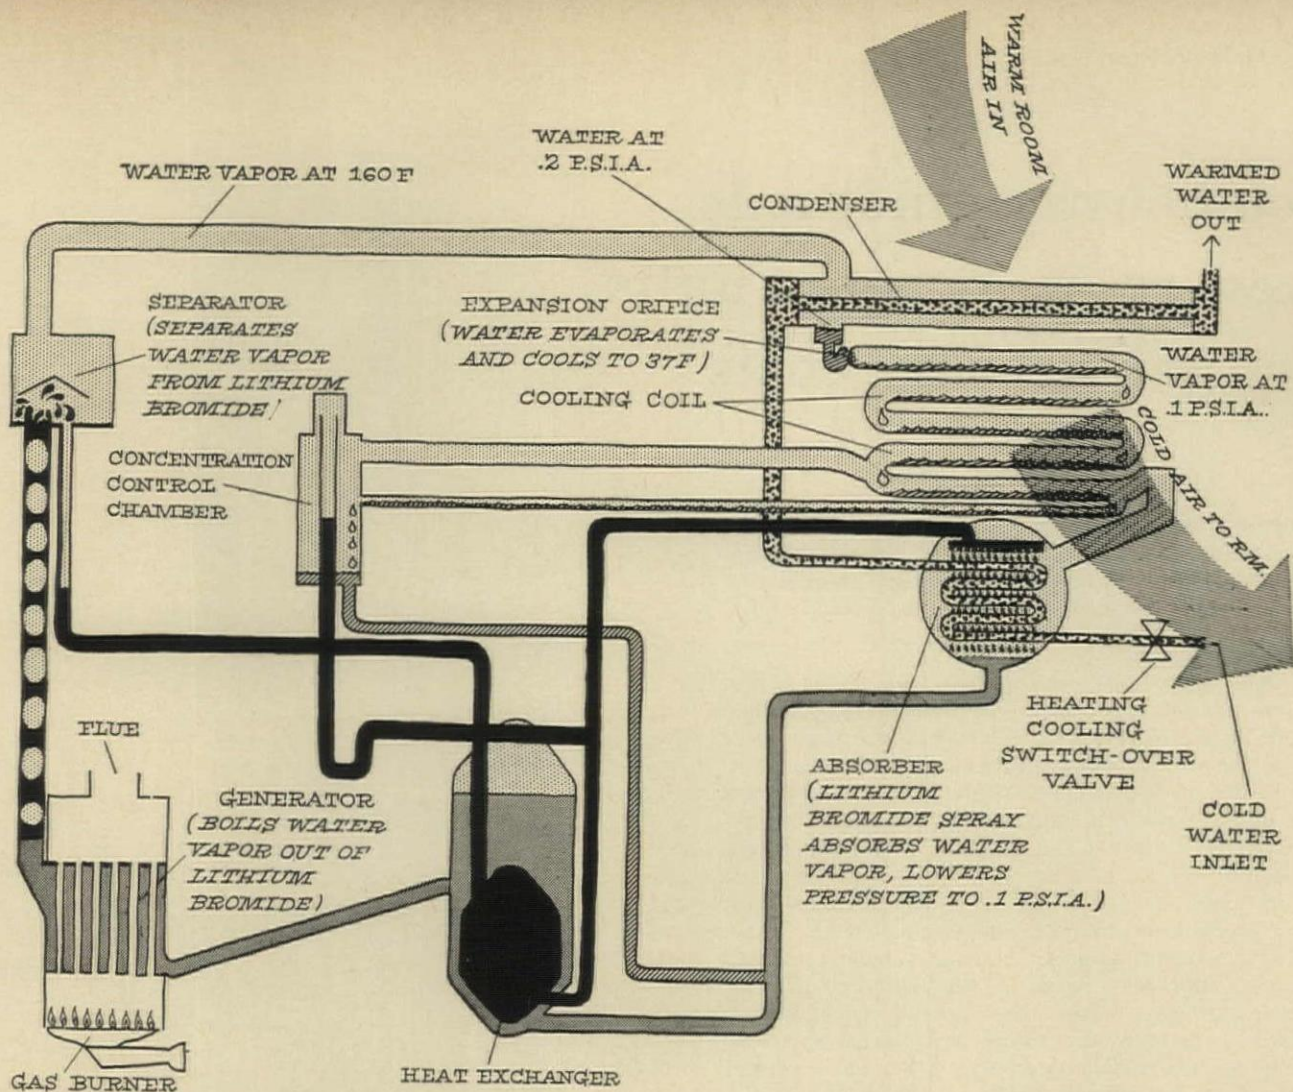 WARM ROOM
AIR IN
WATER AT
.2 P.S.I.A.
WATER VAPOR AT 160 F
CONDENSER
WARMED
WATER
OUT
SEPARATOR
(SEPARATES
WATER VAPOR
FROM LITHIUM
BROMIDE)
EXPANSION ORIFICE
(WATER EVAPORATES
AND COOLS TO 37F)
COOLING COIL
WATER
VAPOR AT
.1 P.S.I.A.
CONCENTRATION
CONTROL
CHAMBER
COLD AIR TO RM.
FLUE
GENERATOR
(BOILS WATER
VAPOR OUT OF
LITHIUM
BROMIDE)
ABSORBER
(LITHIUM
BROMIDE SPRAY
ABSORBS WATER
VAPOR, LOWERS
PRESSURE TO .1 P.S.I.A.)
HEATING
COOLING
SWITCH-OVER
VALVE
COLD
WATER
INLET
GAS BURNER
HEAT EXCHANGER